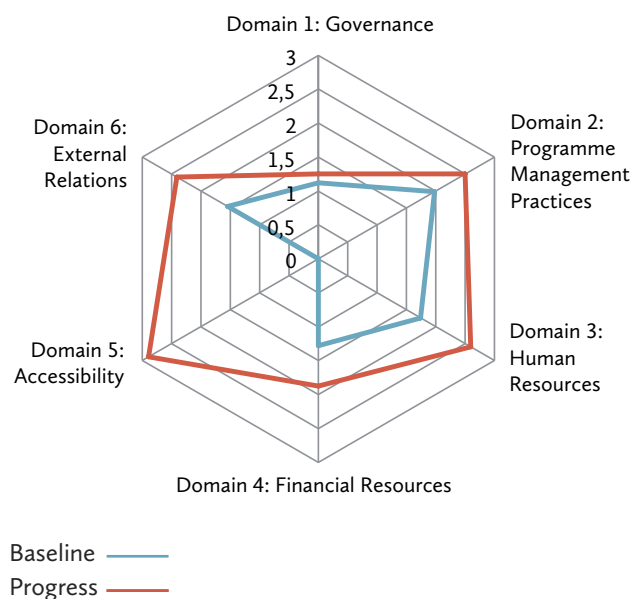 Domain 1: Governance
3
2,5
2
1,5
1
0,5
0
Domain 2:
Programme
Management
Practices
Domain 3:
Human
Resources
Domain 4: Financial Resources
Domain 5:
Accessibility
Domain 6:
External
Relations
Baseline
Progress